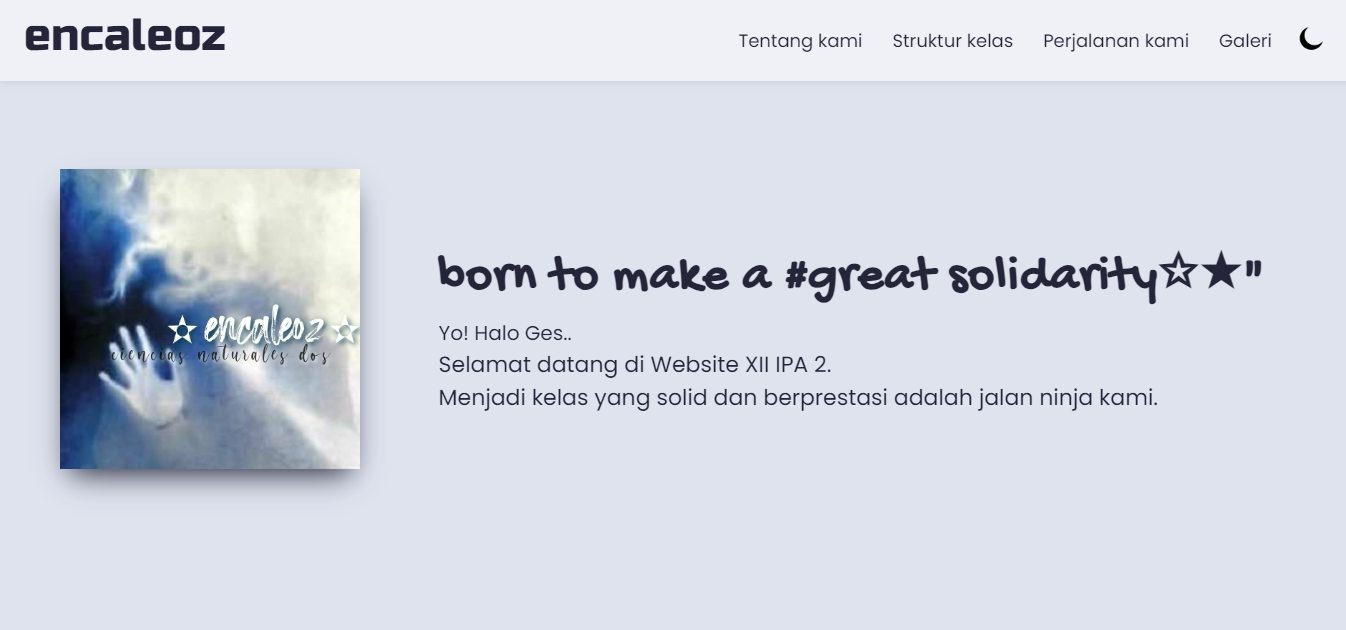 encaleoz
Tentang kami Struktur kelas Perjalanan kami Galeri
☆ encaleoz ☆
ciencias naturales dos
born to make a #great solidarity☆★"
Yo! Halo Ges..
Selamat datang di Website XII IPA 2.
Menjadi kelas yang solid dan berprestasi adalah jalan ninja kami.